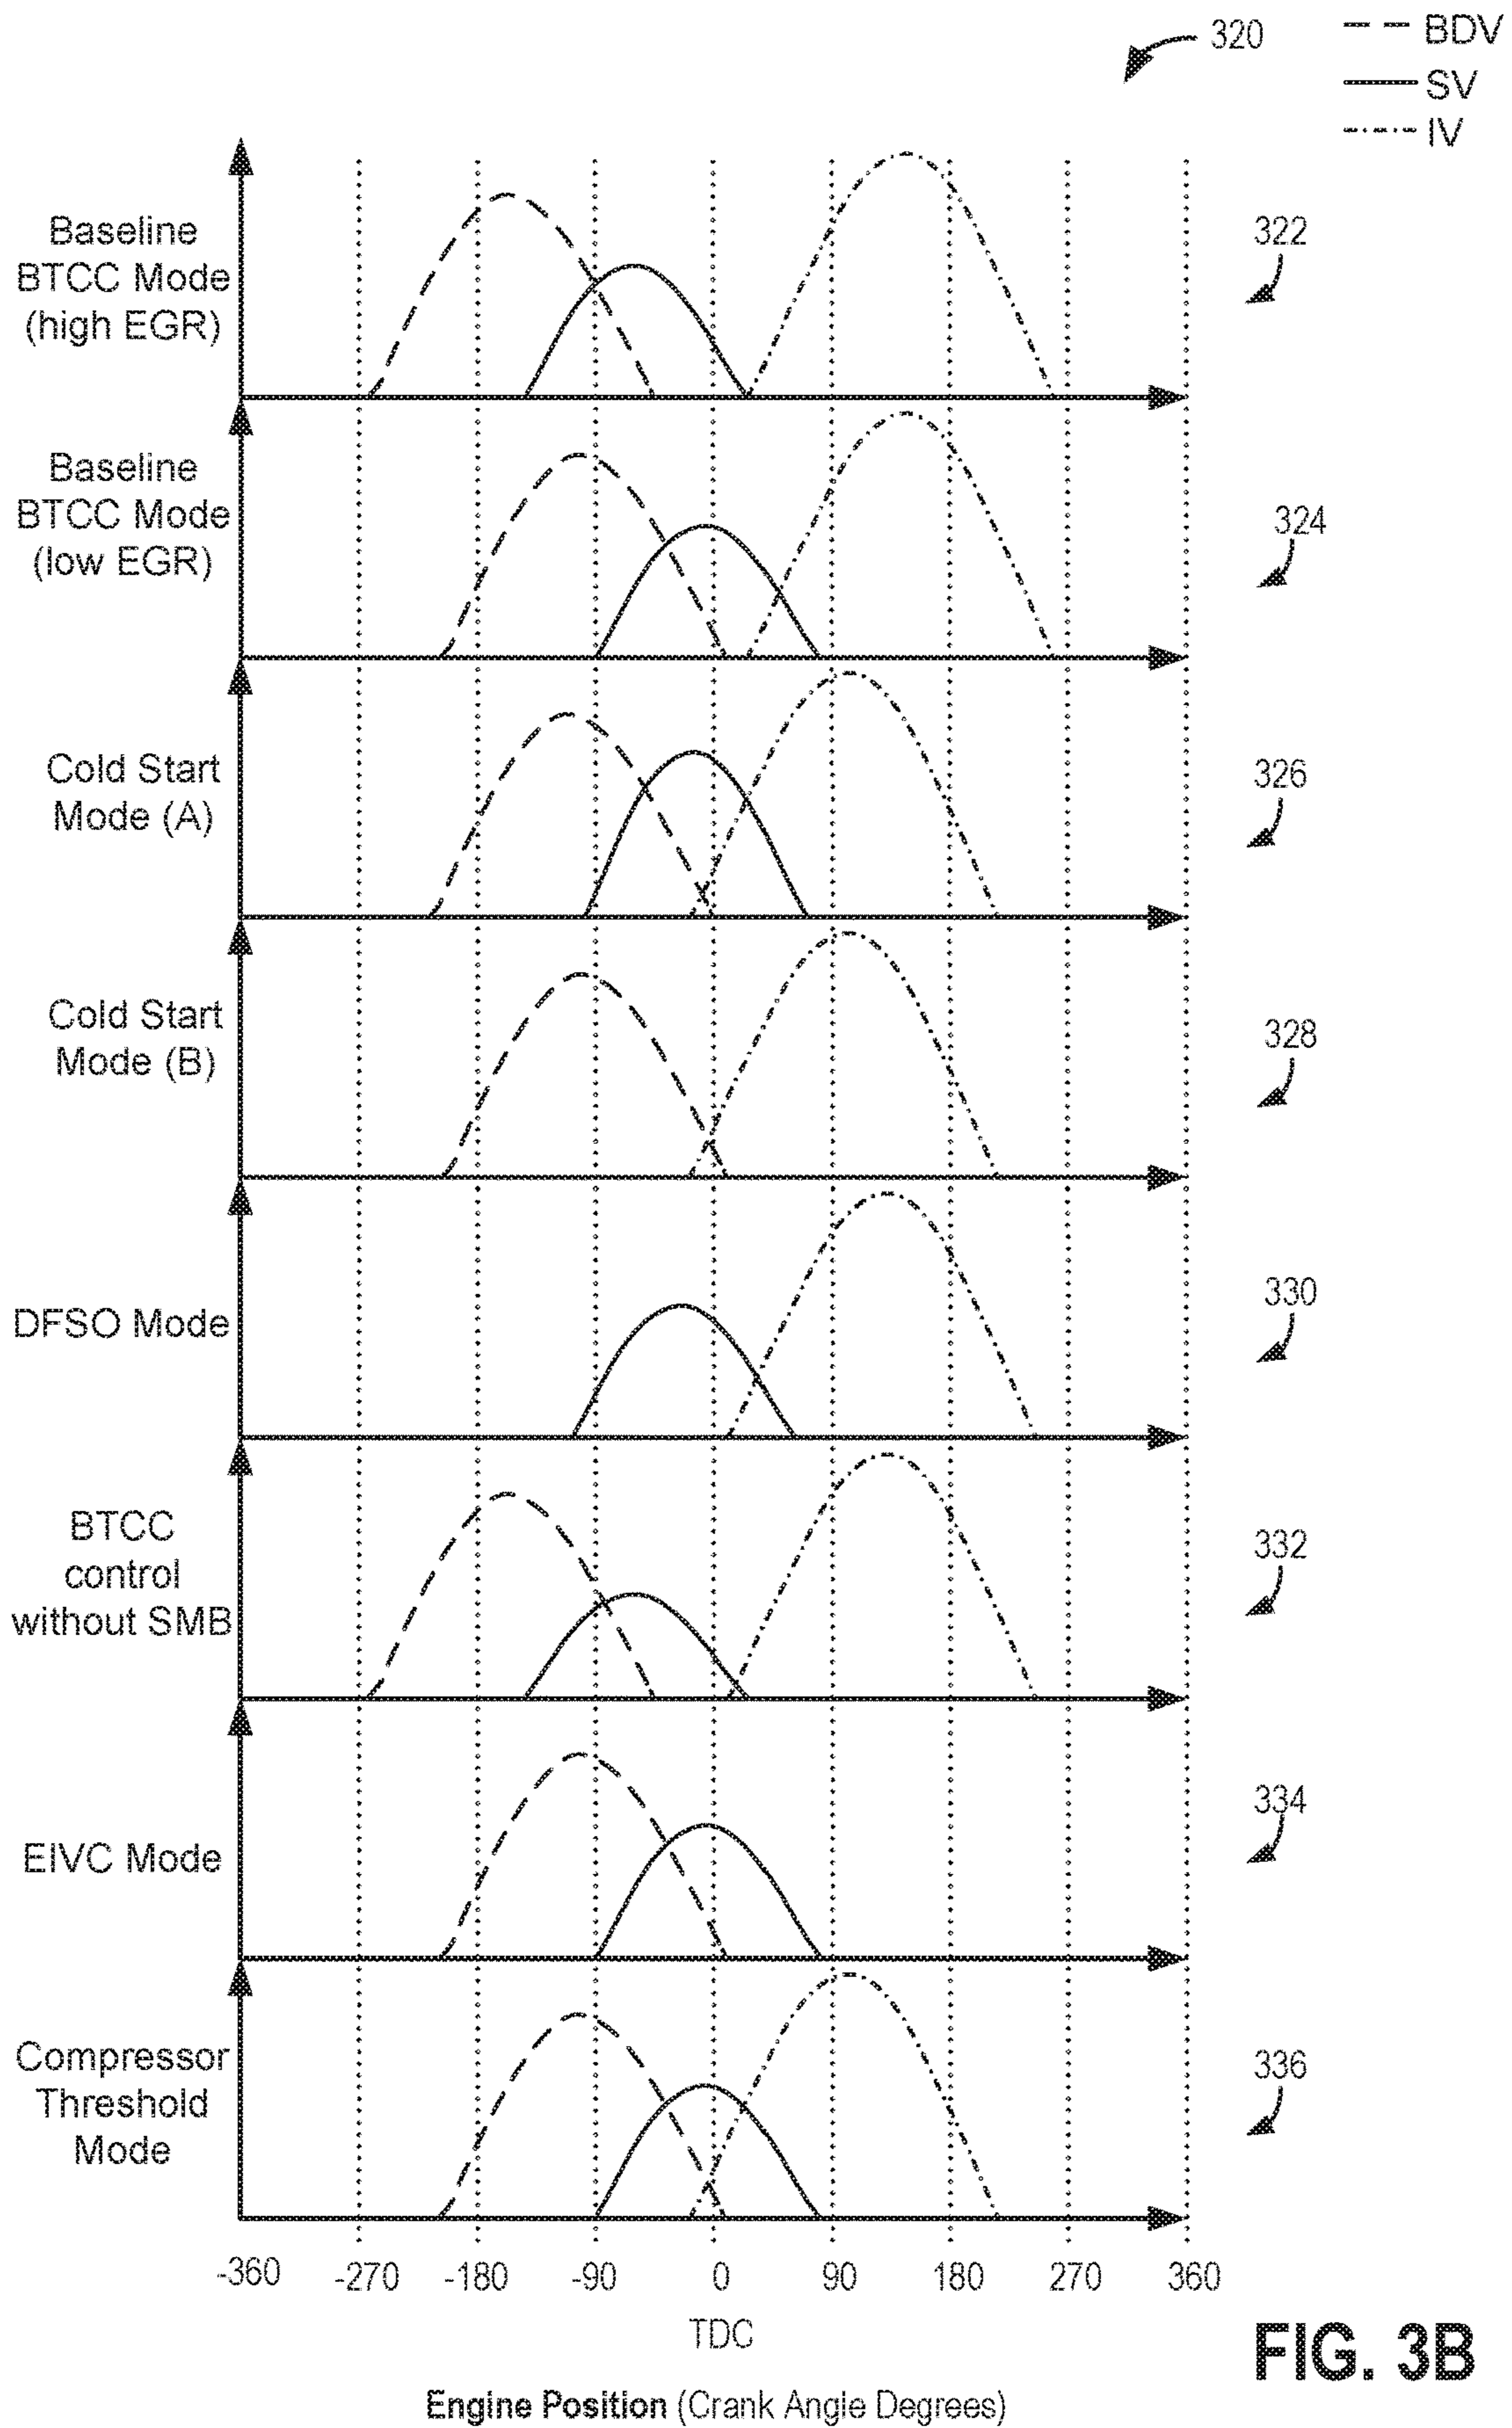 320
BDV
SV
IV
Baseline
BTCC Mode
(high EGR)
322
Baseline
BTCC Mode
(low EGR)
324
Cold Start
Mode (A)
326
Cold Start
Mode (B)
328
DFSO Mode
330
BTCC
control
without SMB
332
EIVC Mode
334
Compressor
Threshold
Mode
336
-360 -270 -180 -90 0 90 180 270 360
TDC
Engine Position (Crank Angle Degrees)
FIG. 3B